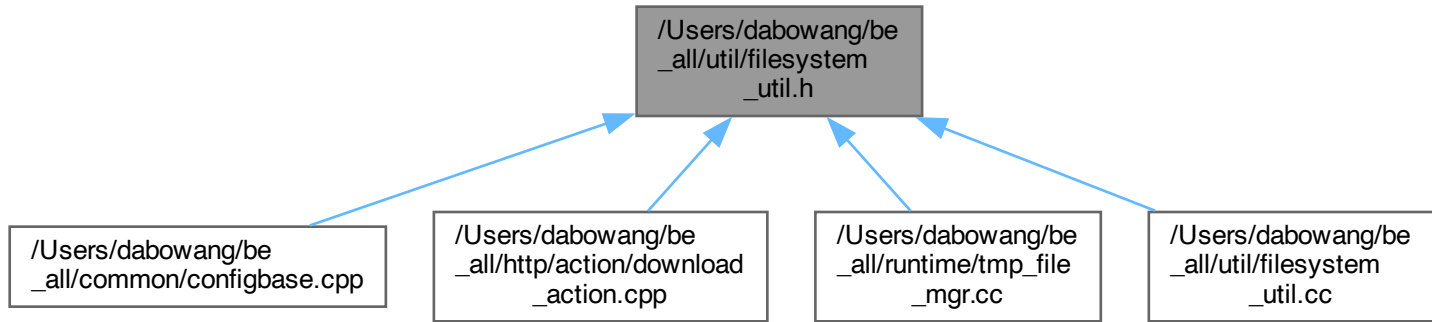 /Users/dabowang/be
_all/util/filesystem
_util.h
/Users/dabowang/be
_all/common/configbase.cpp
/Users/dabowang/be
_all/http/action/download
_action.cpp
/Users/dabowang/be
_all/runtime/tmp_file
_mgr.cc
/Users/dabowang/be
_all/util/filesystem
_util.cc